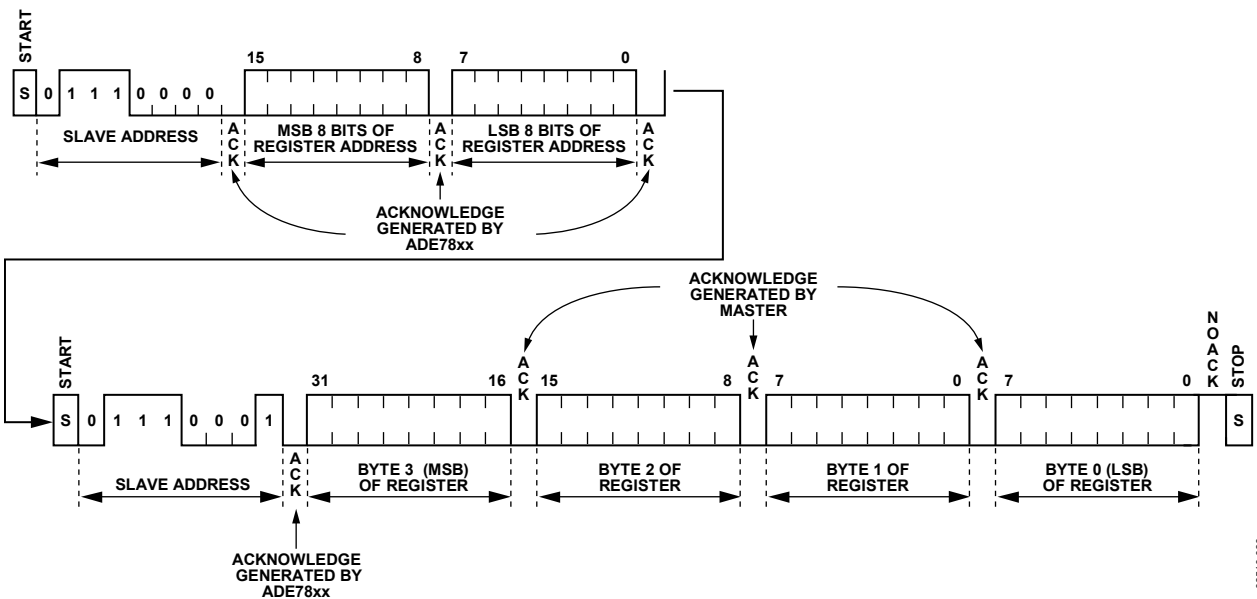 START
15 8 7 0
S 0 1 1 1 0 0 0 0
SLAVE ADDRESS
ACK
MSB 8 BITS OF
REGISTER ADDRESS
ACK
LSB 8 BITS OF
REGISTER ADDRESS
ACK
ACKNOWLEDGE
GENERATED BY
ADE78xx
ACKNOWLEDGE
GENERATED BY
MASTER
START
31 16
ACK
15 8
ACK
7 0
ACK
7 0
NOACK
STOP
S 0 1 1 1 0 0 0 1
S
SLAVE ADDRESS
ACK
BYTE 3 (MSB)
OF REGISTER
BYTE 2 OF
REGISTER
BYTE 1 OF
REGISTER
BYTE 0 (LSB)
OF REGISTER
ACKNOWLEDGE
GENERATED BY
ADE78xx